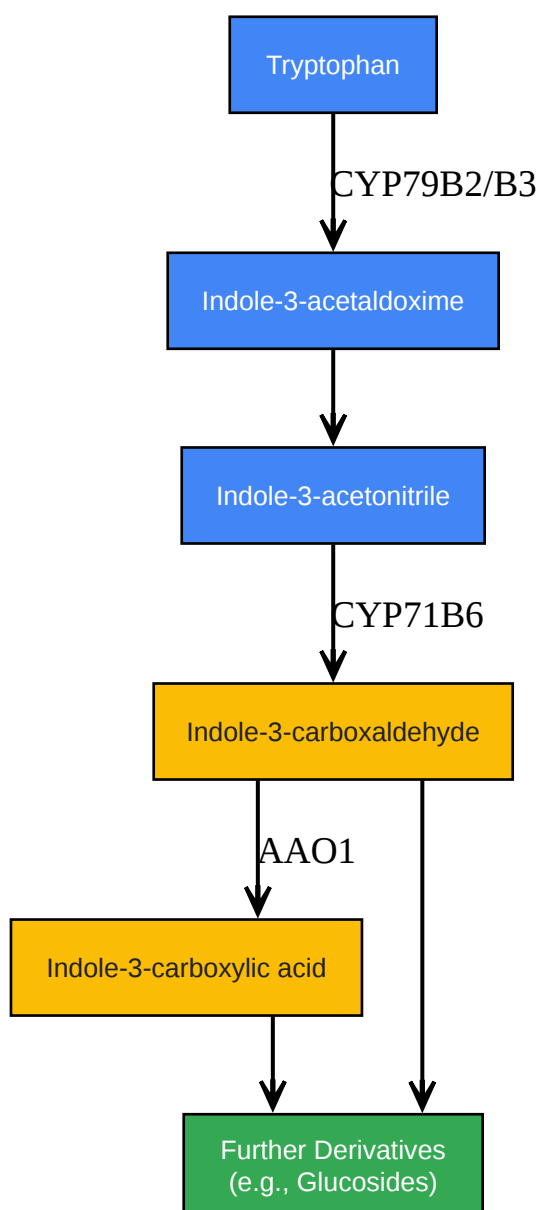 Tryptophan
CYP79B2/B3
Indole-3-acetaldoxime
Indole-3-acetonitrile
CYP71B6
Indole-3-carboxaldehyde
AAO1
Indole-3-carboxylic acid
Further Derivatives
(e.g., Glucosides)